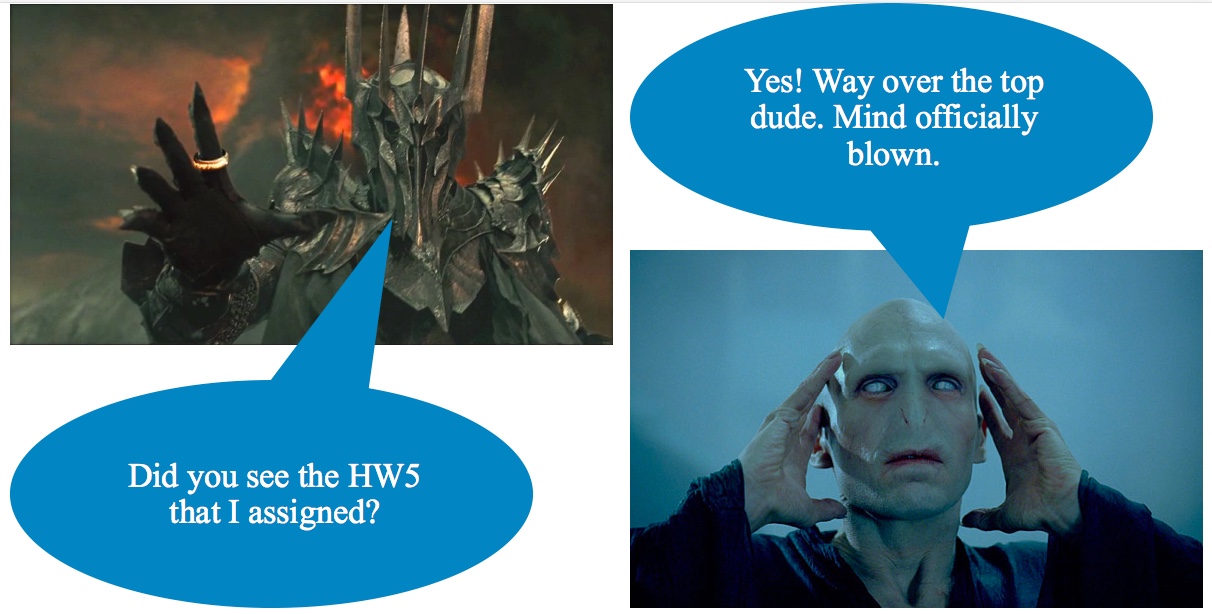 Did you see the HW5
that I assigned?
Yes! Way over the top
dude. Mind officially
blown.